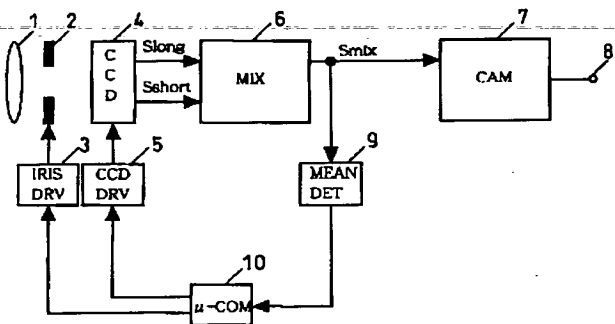 1
2
4
6
7
8
C
C
D
Slong
Sshort
MIX
Smix
CAM
3
5
9
IRIS
DRV
CCD
DRV
MEAN
DET
10
μ-COM